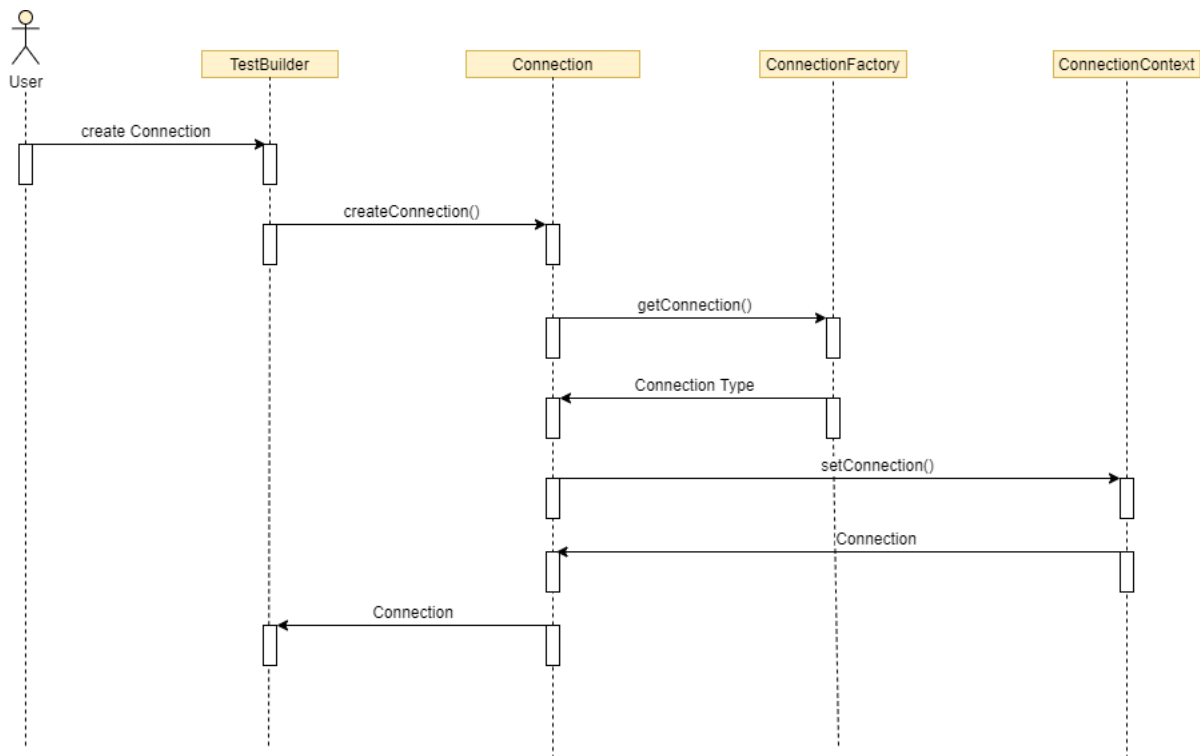 User
TestBuilder
Connection
ConnectionFactory
ConnectionContext
create Connection
createConnection()
getConnection()
Connection Type
setConnection()
Connection
Connection